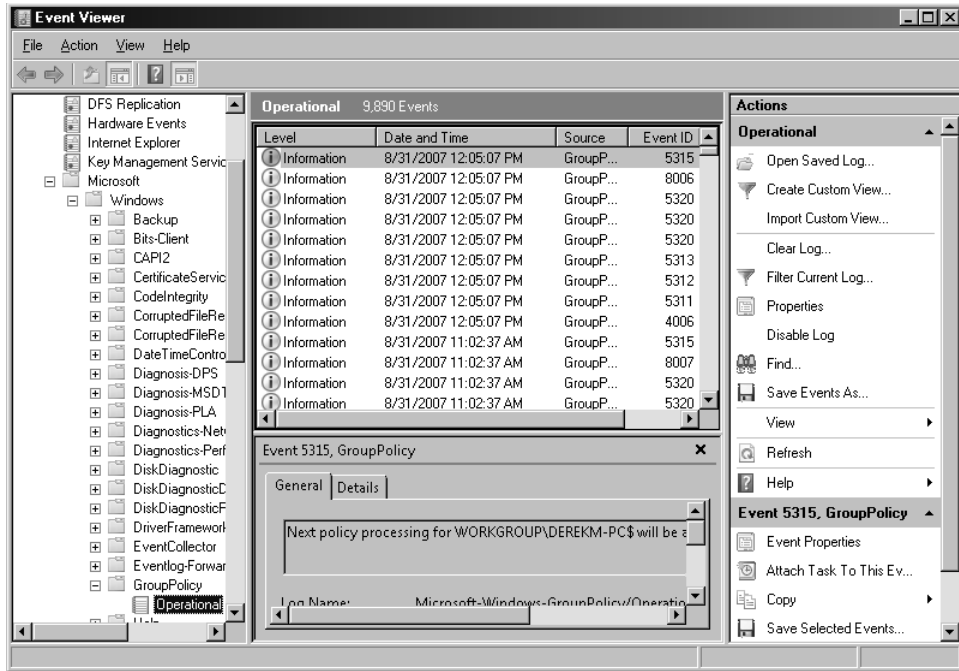 Event Viewer
File Action View Help
DFS Replication
Hardware Events
Internet Explorer
Key Management Servic
Microsoft
Windows
Backup
Bits-Client
CAPI2
CertificateServic
CodeIntegrity
CorruptedFileRe
CorruptedFileRe
DateTimeContro
Diagnosis-DPS
Diagnosis-MSDT
Diagnosis-PLA
Diagnostics-Net
Diagnostics-Perf
DiskDiagnostic
DiskDiagnosticD
DiskDiagnosticF
DriverFramework
EventCollector
Eventlog-Forwar
GroupPolicy
Operational
Operational 9,890 Events
Level Date and Time Source Event ID
Information 8/31/2007 12:05:07 PM GroupP... 5315
Information 8/31/2007 12:05:07 PM GroupP... 8006
Information 8/31/2007 12:05:07 PM GroupP... 5320
Information 8/31/2007 12:05:07 PM GroupP... 5320
Information 8/31/2007 12:05:07 PM GroupP... 5320
Information 8/31/2007 12:05:07 PM GroupP... 5313
Information 8/31/2007 12:05:07 PM GroupP... 5312
Information 8/31/2007 12:05:07 PM GroupP... 5311
Information 8/31/2007 12:05:07 PM GroupP... 4006
Information 8/31/2007 11:02:37 AM GroupP... 5315
Information 8/31/2007 11:02:37 AM GroupP... 8007
Information 8/31/2007 11:02:37 AM GroupP... 5320
Information 8/31/2007 11:02:37 AM GroupP... 5320
Event 5315, GroupPolicy
General Details
Next policy processing for WORKGROUP\DEREKM-PC$ will be a
Log Name: Microsoft-Windows-GroupPolicy/Operatio
Actions
Operational
Open Saved Log...
Create Custom View...
Import Custom View...
Clear Log...
Filter Current Log...
Properties
Disable Log
Find...
Save Events As...
View
Refresh
Help
Event 5315, GroupPolicy
Event Properties
Attach Task To This Ev...
Copy
Save Selected Events...